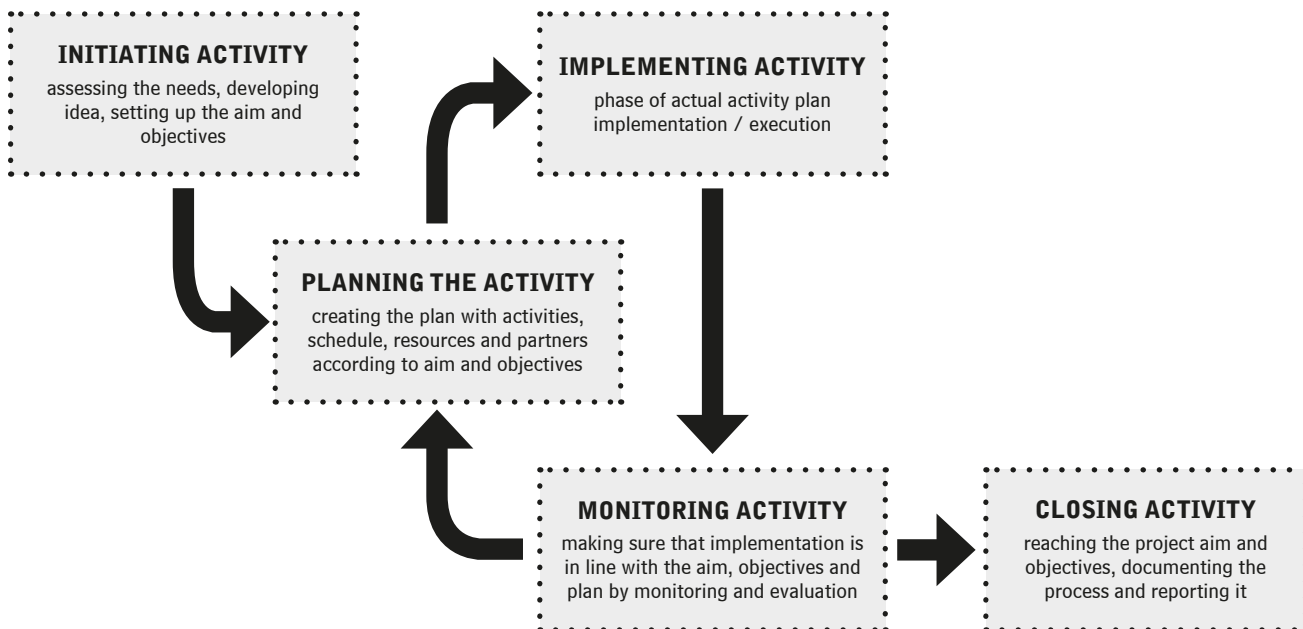 INITIATING ACTIVITY
assessing the needs, developing
idea, setting up the aim and
objectives
IMPLEMENTING ACTIVITY
phase of actual activity plan
implementation / execution
PLANNING THE ACTIVITY
creating the plan with activities,
schedule, resources and partners
according to aim and objectives
MONITORING ACTIVITY
making sure that implementation is
in line with the aim, objectives and
plan by monitoring and evaluation
CLOSING ACTIVITY
reaching the project aim and
objectives, documenting the
process and reporting it